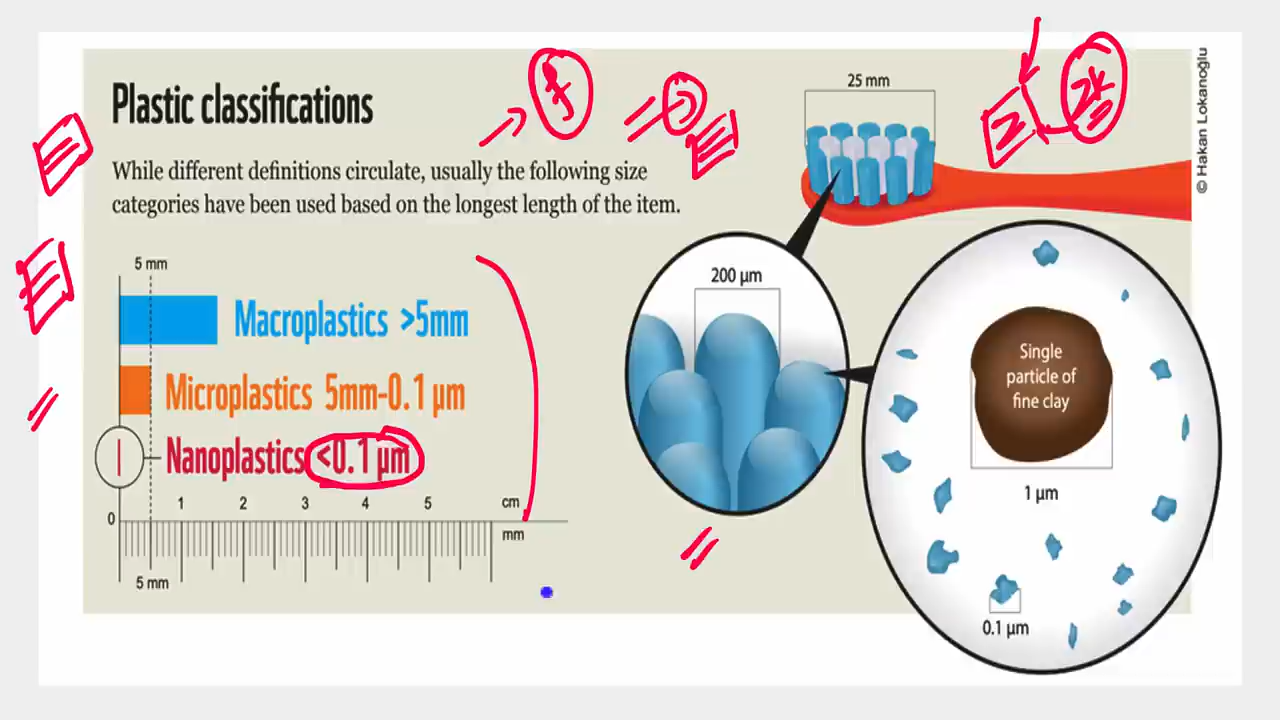 Plastic classifications
While different definitions circulate, usually the following size
categories have been used based on the longest length of the item.
5 mm
Macroplastics >5mm
Microplastics 5mm-0.1 µm
Nanoplastics <0.1 µm
1 2 3 4 5 cm
0
mm
5 mm
25 mm
200 µm
Single
particle of
fine clay
1 µm
0.1 µm
© Hakan Lokanoğlu